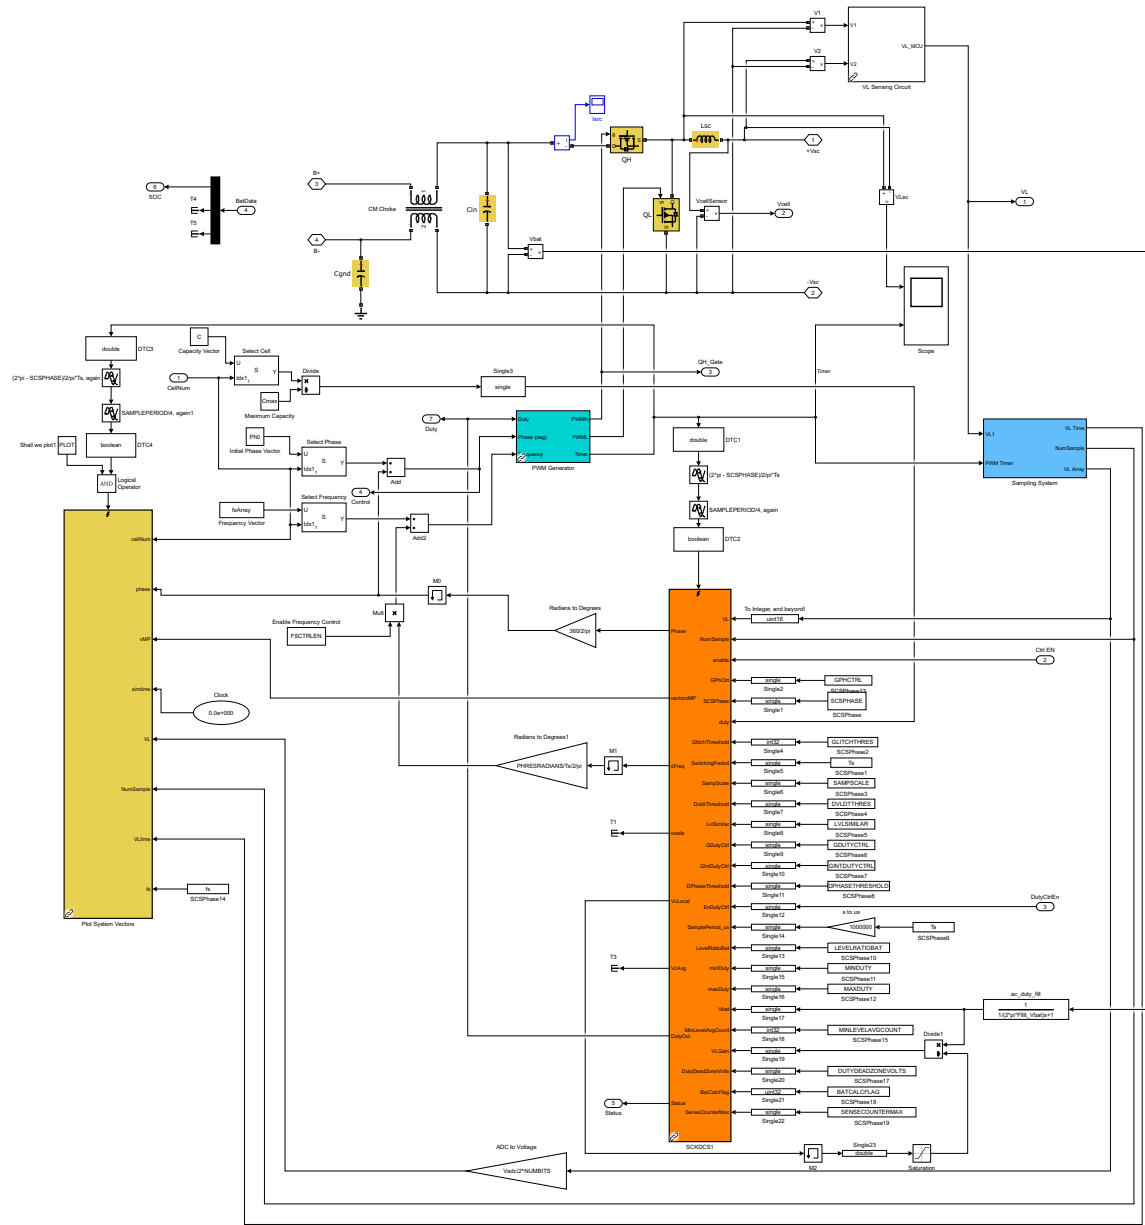 V1
V1
VL_MCU
V2
V2
VL Sensing Circuit
Isrc
Lsc
1
+Vsc
QH
B+
3
6
SOC
T4
BatData
4
T5
CM Choke
1
2
Cin
QL
VcellSensor
Vcell
2
VLsc
VL
1
4
B-
Vbat
Cgnd
-Vsc
2
Scope
C
Capacity Vector
Select Cell
U
S
Y
Idx1
double
DTC3
(2*pi - SCSPHASE)/2/pi*Ts, again
1
CellNum
Divide
Single3
single
QH_Gate
3
Timer
Cmax
Maximum Capacity
SAMPLEPERIOD/4, again1
7
Duty
Duty
PWMH
Phase (deg)
PWML
Timer
PWM Generator
double
DTC1
VL1
VL Time
NumSample
PWM Timer
VL Array
Sampling System
Shall we plot1
PLOT
boolean
DTC4
Ph0
Initial Phase Vector
Select Phase
U
S
Y
Idx1
Add
AND
Logical
Operator
(2*pi - SCSPHASE)/2/pi*Ts
4
Control
Select Frequency
fsArray
Frequency Vector
U
S
Y
Idx1
Add2
SAMPLEPERIOD/4, again
boolean
DTC2
cellNum
phase
vMP
simtime
VL
NumSample
VLtime
fs
Plot System Vectors
M0
Mult
Enable Frequency Control
FSCTRLEN
Radians to Degrees
360/2/pi
Clock
0.0e+000
Radians to Degrees1
PHRESRADIANS/Ts/2/pi
M1
T1
fs
SCSPhase14
T3
5
Status
Phase
vectorsMP
dFreq
ncells
VcLocal
VcAvg
DutyOut
Status
SCKDCS1
VL
To Integer, and beyond!
uint16
NumSample
enable
Ctrl EN
2
GPhCtrl
single
Single2
GPHCTRL
SCSPhase13
SCSPhase
single
Single1
SCSPHASE
SCSPhase
duty
GlitchThreshold
int32
Single4
GLITCHTHRES
SCSPhase2
SwitchingPeriod
single
Single5
Ts
SCSPhase1
SampScale
single
Single6
SAMPSCALE
SCSPhase3
DvldtThreshold
single
Single7
DVLDTTHRES
SCSPhase4
LvlSimilar
single
Single8
LVLSIMILAR
SCSPhase5
GDutyCtrl
single
Single9
GDUTYCTRL
SCSPhase6
GIntDutyCtrl
single
Single10
GINTDUTYCTRL
SCSPhase7
DPhaseThreshold
single
Single11
DPHASETHRESHOLD
SCSPhase8
EnDutyCtrl
single
Single12
DutyCtrlEn
3
SamplePeriod_us
single
Single14
s to us
1000000
Ts
SCSPhase9
LevelRatioBat
single
Single13
LEVELRATIOBAT
SCSPhase10
minDuty
single
Single15
MINDUTY
SCSPhase11
maxDuty
single
Single16
MAXDUTY
SCSPhase12
Vbat
single
Single17
ac_duty_filt
1
1/(2*pi*Ffilt_Vbat)s+1
MinLevelAvgCount
int32
Single18
MINLEVELAVGCOUNT
SCSPhase15
Divide1
VLGain
single
Single19
DutyDeadZoneVolts
single
Single20
DUTYDEADZONEVOLTS
SCSPhase17
BatCalcFlag
uint32
Single21
BATCALCFLAG
SCSPhase18
SenseCounterMax
single
Single22
SENSECOUNTERMAX
SCSPhase19
M2
Single23
double
Saturation
ADC to Voltage
Vadc/2^NUMBITS